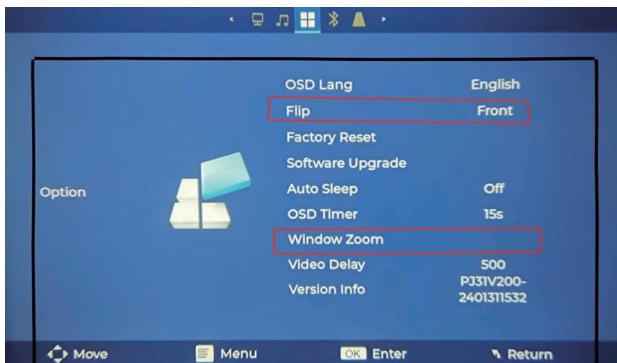 OSD Lang English
Flip Front
Factory Reset
Software Upgrade
Option
Auto Sleep Off
OSD Timer 15s
Window Zoom
Video Delay 500
Version Info PJ31V200-
2401311532
Move Menu OK Enter Return